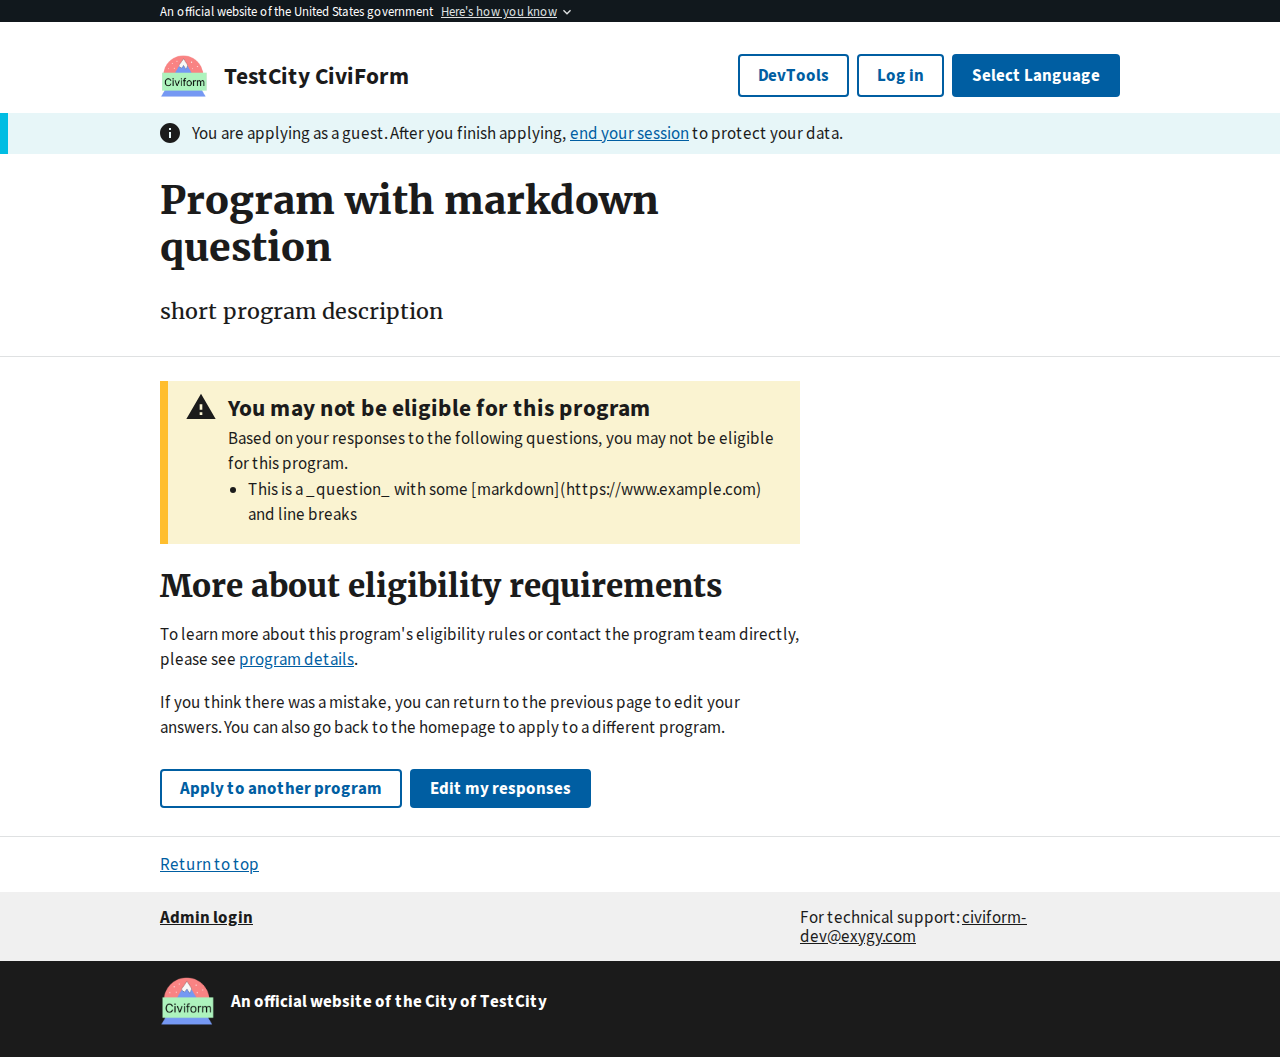 An official website of the United States government Here's how you know
Civiform
TestCity CiviForm
DevTools
Log in
Select Language
You are applying as a guest. After you finish applying, end your session to protect your data.
Program with markdown
question
short program description
You may not be eligible for this program
Based on your responses to the following questions, you may not be eligible
for this program.
This is a _question_ with some [markdown](https://www.example.com)
and line breaks
More about eligibility requirements
To learn more about this program's eligibility rules or contact the program team directly,
please see program details.
If you think there was a mistake, you can return to the previous page to edit your
answers. You can also go back to the homepage to apply to a different program.
Apply to another program
Edit my responses
Return to top
Admin login
For technical support: civiform-
dev@exygy.com
Civiform
An official website of the City of TestCity